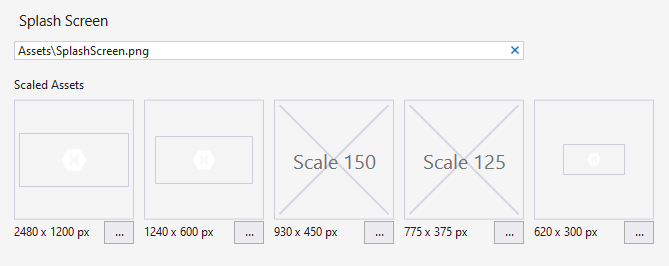 Splash Screen
Assets\SplashScreen.png
Scaled Assets
Scale 150
Scale 125
2480 x 1200 px ...
1240 x 600 px ...
930 x 450 px ...
775 x 375 px ...
620 x 300 px ...